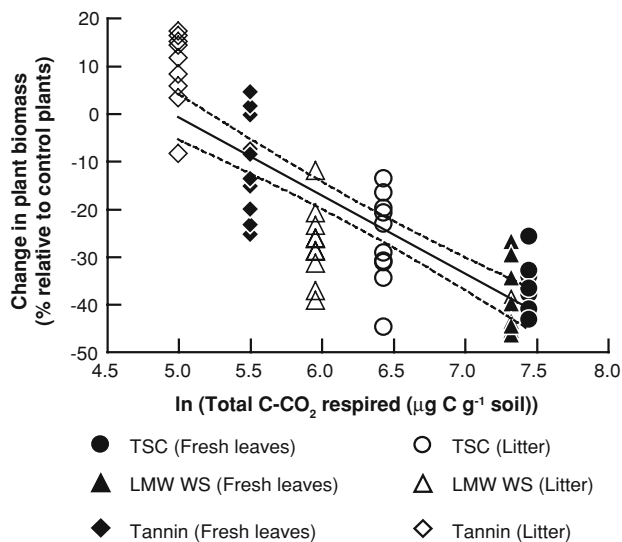 Change in plant biomass
(% relative to control plants)
20
10
0
-10
-20
-30
-40
-50
4.5 5.0 5.5 6.0 6.5 7.0 7.5 8.0
ln (Total C-CO₂ respired (µg C g⁻¹ soil))
TSC (Fresh leaves) TSC (Litter)
LMW WS (Fresh leaves) LMW WS (Litter)
Tannin (Fresh leaves) Tannin (Litter)